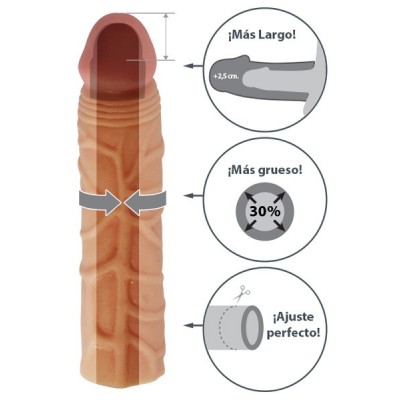 ¡Más Largo!
+2,5 cm.
¡Más grueso!
30%
¡Ajuste
perfecto!